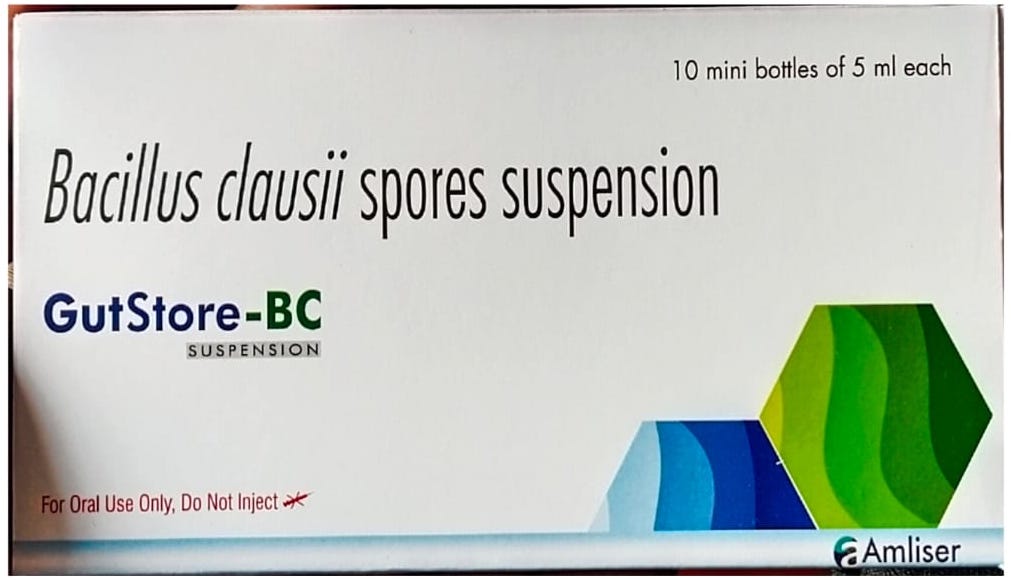 10 mini bottles of 5 ml each
Bacillus clausii spores suspension
GutStore-BC
SUSPENSION
For Oral Use Only, Do Not Inject
Amliser